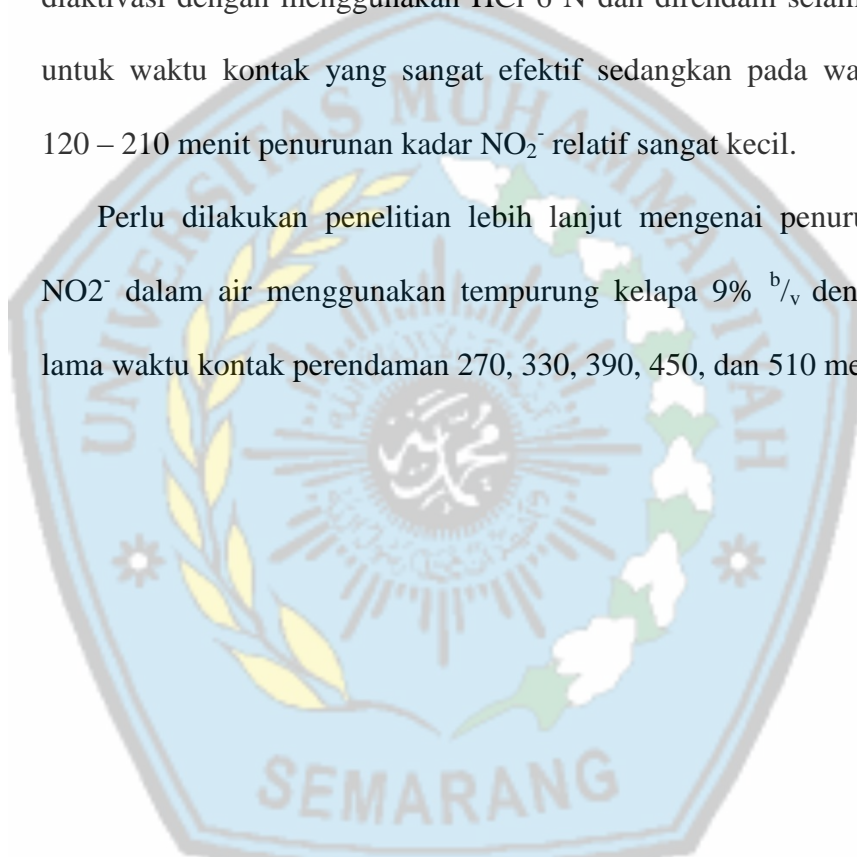 diaktivasi dengan menggunakan HCl 6 N dan direndam selam
untuk waktu kontak yang sangat efektif sedangkan pada wa
120 – 210 menit penurunan kadar NO₂⁻ relatif sangat kecil.
Perlu dilakukan penelitian lebih lanjut mengenai penuru
NO2⁻ dalam air menggunakan tempurung kelapa 9% ᵇ/ᵥ den
lama waktu kontak perendaman 270, 330, 390, 450, dan 510 me
UNIVERSITAS MUHAMMADIYAH
SEMARANG